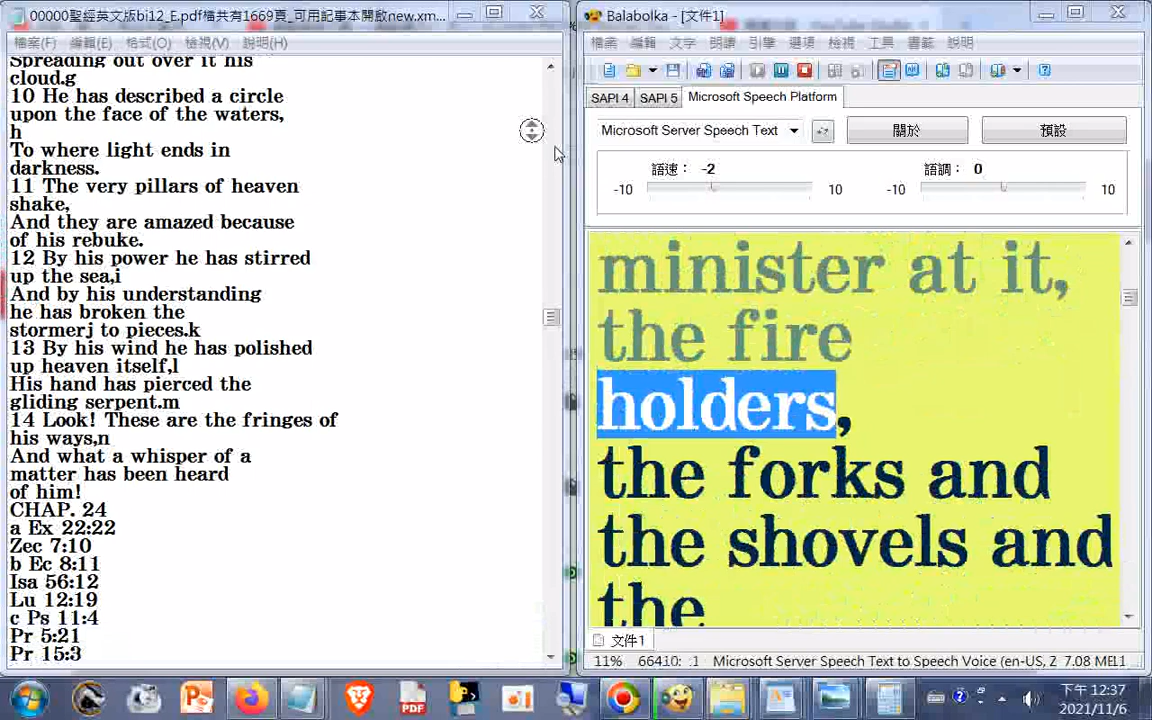 00000聖經英文版bi12_E.pdf檔共有1669頁_可用記事本開啟new.xm...
檔案(F) 編輯(E) 格式(O) 檢視(V) 說明(H)
Spreading out over it his
cloud.g
10 He has described a circle
upon the face of the waters,
h
To where light ends in
darkness.
11 The very pillars of heaven
shake,
And they are amazed because
of his rebuke.
12 By his power he has stirred
up the sea,i
And by his understanding
he has broken the
stormerj to pieces.k
13 By his wind he has polished
up heaven itself,l
His hand has pierced the
gliding serpent.m
14 Look! These are the fringes of
his ways,n
And what a whisper of a
matter has been heard
of him!
CHAP. 24
a Ex 22:22
Zec 7:10
b Ec 8:11
Isa 56:12
Lu 12:19
c Ps 11:4
Pr 5:21
Pr 15:3
Balabolka - [文件1]
檔案 編輯 文字 朗讀 引擎 選項 檢視 工具 書籤 說明
SAPI 4 SAPI 5 Microsoft Speech Platform
Microsoft Server Speech Text 關於 預設
語速: -2 語調: 0
-10 10 -10 10
minister at it,
the fire
holders,
the forks and
the shovels and
the
文件1
11% 66410: :1 Microsoft Server Speech Text to Speech Voice (en-US, 2 7.08 ME11
下午 12:37
2021/11/6